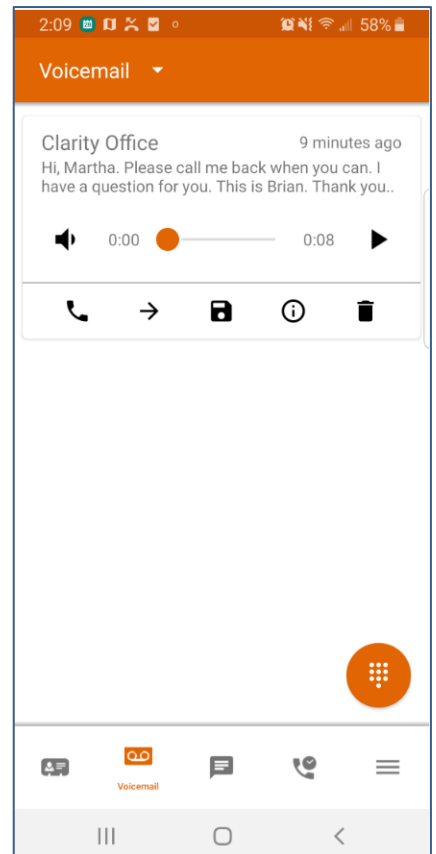 2:09 58%
Voicemail
Clarity Office 9 minutes ago
Hi, Martha. Please call me back when you can. I
have a question for you. This is Brian. Thank you..
0:00 0:08
Voicemail